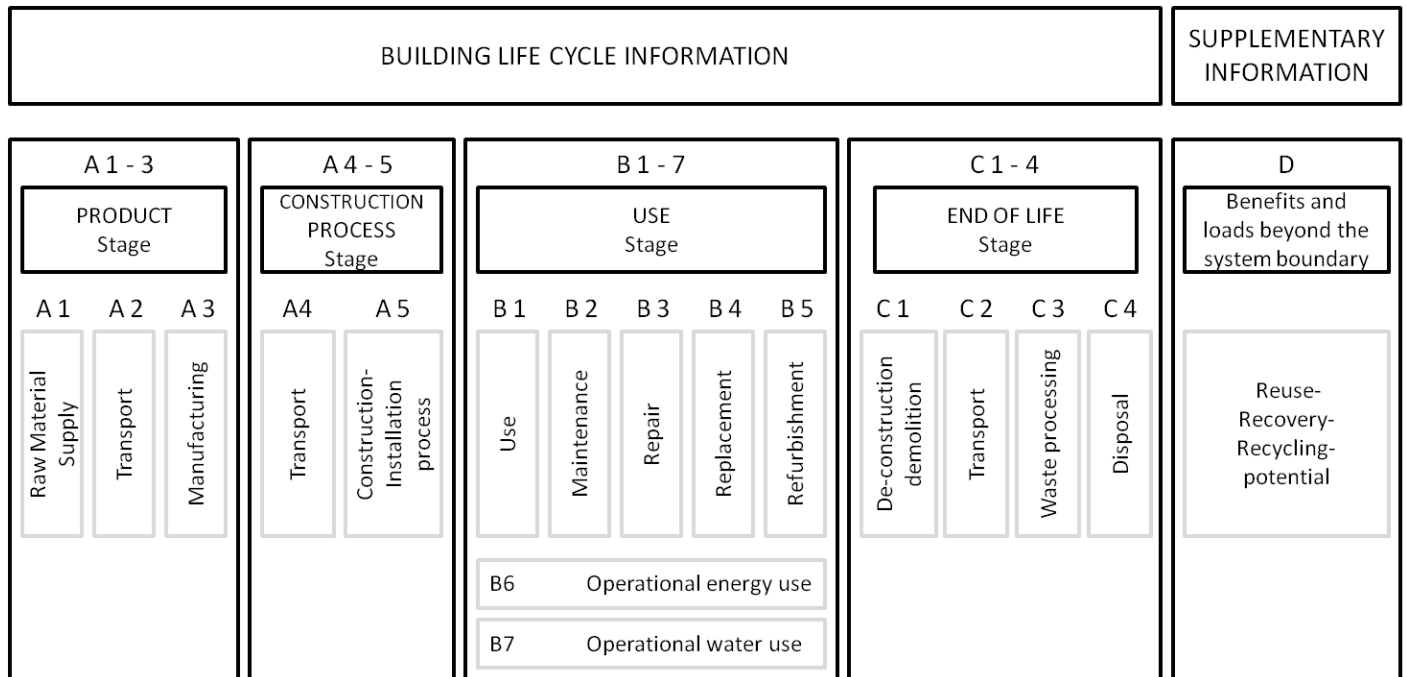 BUILDING LIFE CYCLE INFORMATION
SUPPLEMENTARY
INFORMATION
A 1 - 3
PRODUCT
Stage
A 1
A 2
A 3
Raw Material
Supply
Transport
Manufacturing
A 4 - 5
CONSTRUCTION
PROCESS
Stage
A4
A 5
Transport
Construction-
Installation
process
B 1 - 7
USE
Stage
B 1
B 2
B 3
B 4
B 5
Use
Maintenance
Repair
Replacement
Refurbishment
B6 Operational energy use
B7 Operational water use
C 1 - 4
END OF LIFE
Stage
C 1
C 2
C 3
C 4
De-construction
demolition
Transport
Waste processing
Disposal
D
Benefits and
loads beyond the
system boundary
Reuse-
Recovery-
Recycling-
potential